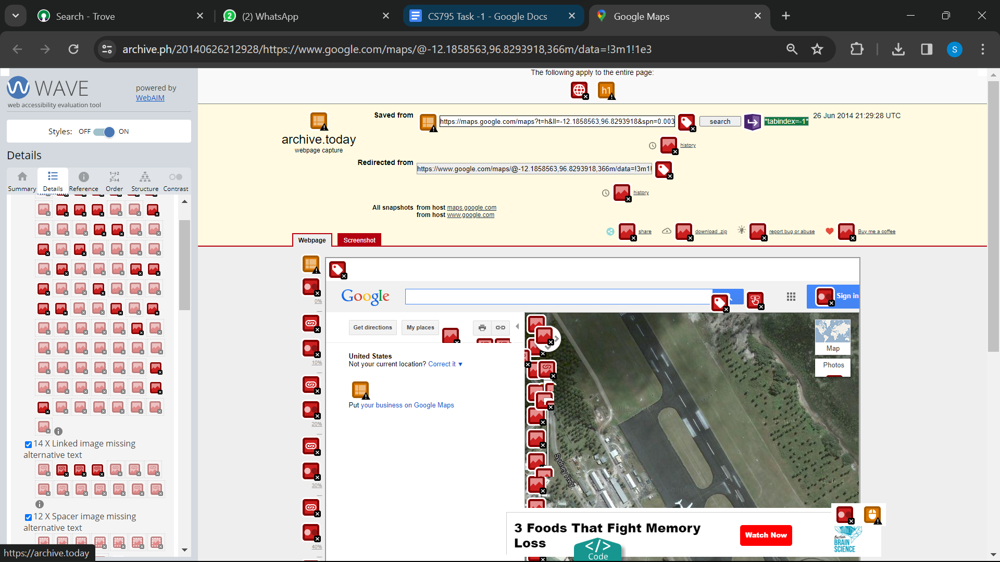 Search - Trove
(2) WhatsApp
CS795 Task -1 - Google Docs
Google Maps
archive.ph/20140626212928/https://www.google.com/maps/@-12.1858563,96.8293918,366m/data=!3m1!1e3
S
WAVE
powered by
WebAIM
web accessibility evaluation tool
Styles: OFF ON
Details
Summary Details Reference Order Structure Contrast
14 X Linked image missing
alternative text
12 X Spacer image missing
alternative text
https://archive.today
The following apply to the entire page:
h1
archive.today
webpage capture
Saved from
https://maps.google.com/maps?t=h&ll=-12.1858563,96.8293918&spn=0.003
search
*tabindex=-1*
26 Jun 2014 21:29:28 UTC
history
Redirected from
https://www.google.com/maps/@-12.1858563,96.8293918,366m/data=!3m1!
history
All snapshots from host maps.google.com
from host www.google.com
share
download .zip
report bug or abuse
Buy me a coffee
Webpage
Screenshot
0%
10%
20%
30%
40%
Google
Sign in
Get directions
My places
United States
Not your current location? Correct it ▼
Put your business on Google Maps
Map
Photos
Sydney Hwy
3 Foods That Fight Memory
Loss
Watch Now
Boston
BRAIN
SCIENCE
</>
Code